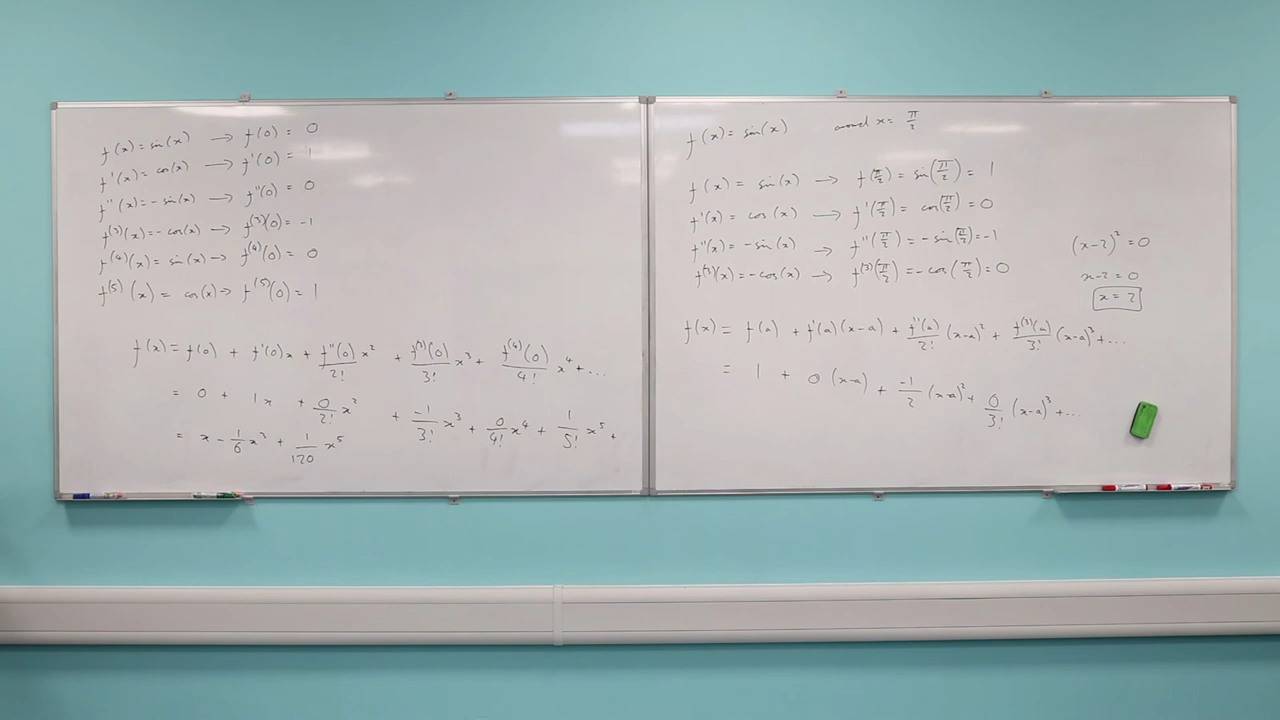 f(x) = sin(x) → f(0) = 0
f'(x) = cos(x) → f'(0) = 1
f''(x) = -sin(x) → f''(0) = 0
f⁽³⁾(x) = -cos(x) → f⁽³⁾(0) = -1
f⁽⁴⁾(x) = sin(x) → f⁽⁴⁾(0) = 0
f⁽⁵⁾(x) = cos(x) → f⁽⁵⁾(0) = 1
f(x) = f(0) + f'(0)x + f''(0)/2! x² + f⁽³⁾(0)/3! x³ + f⁽⁴⁾(0)/4! x⁴ + ...
= 0 + 1x + 0/2! x² + -1/3! x³ + 0/4! x⁴ + 1/5! x⁵ +
= x - 1/6 x³ + 1/120 x⁵
f(x) = sin(x) around x = π/2
f(x) = sin(x) → f(π/2) = sin(π/2) = 1
f'(x) = cos(x) → f'(π/2) = cos(π/2) = 0
f''(x) = -sin(x) → f''(π/2) = -sin(π/2) = -1
f⁽³⁾(x) = -cos(x) → f⁽³⁾(π/2) = -cos(π/2) = 0
(x-2)² = 0
x-2 = 0
x = 2
f(x) = f(a) + f'(a)(x-a) + f''(a)/2! (x-a)² + f⁽³⁾(a)/3! (x-a)³ + ...
= 1 + 0(x-a) + -1/2 (x-a)² + 0/3! (x-a)³ + ...